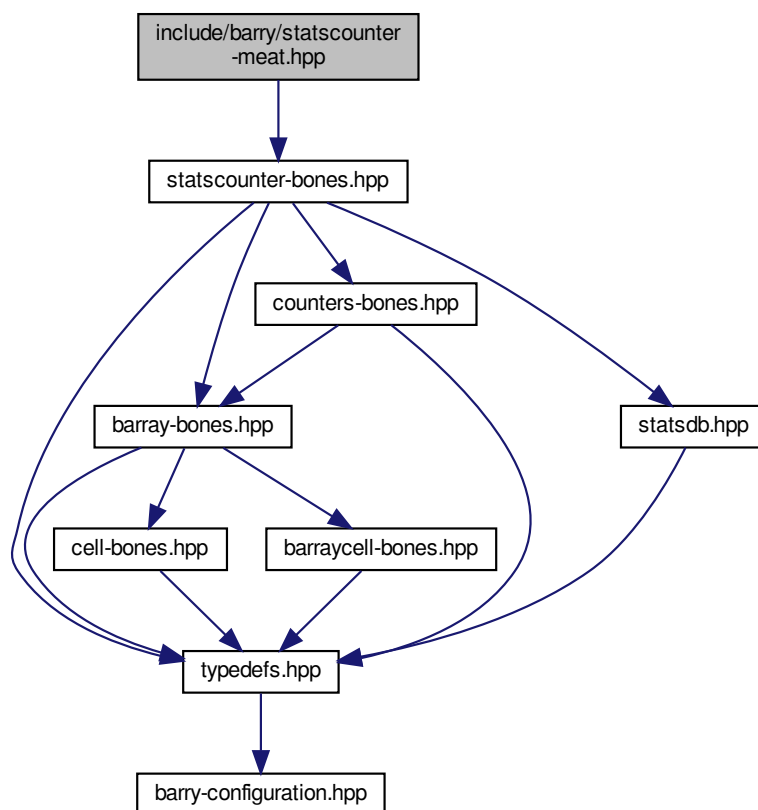 include/barry/statscounter
-meat.hpp
statscounter-bones.hpp
counters-bones.hpp
barray-bones.hpp
statsdb.hpp
cell-bones.hpp
barraycell-bones.hpp
typedefs.hpp
barry-configuration.hpp